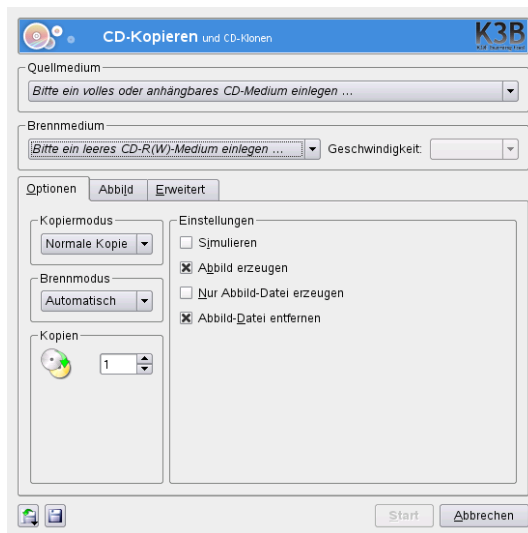 CD-Kopieren und CD-Klonen
K3B
Quellmedium
Bitte ein volles oder anhängbares CD-Medium einlegen ...
Brennmedium
Bitte ein leeres CD-R(W)-Medium einlegen ...
Geschwindigkeit:
Optionen
Abbild
Erweitert
Kopiermodus
Normale Kopie
Brennmodus
Automatisch
Kopien
1
Einstellungen
Simulieren
Abbild erzeugen
Nur Abbild-Datei erzeugen
Abbild-Datei entfernen
Start
Abbrechen